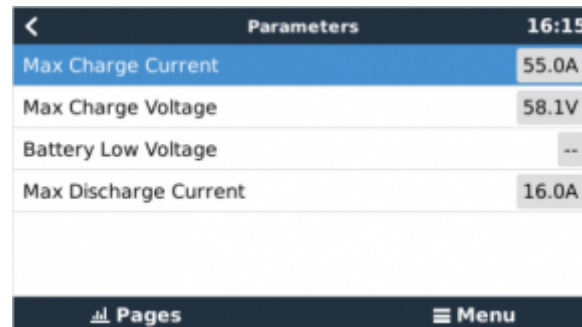 Parameters 16:15
Max Charge Current 55.0A
Max Charge Voltage 58.1V
Battery Low Voltage --
Max Discharge Current 16.0A
Pages Menu